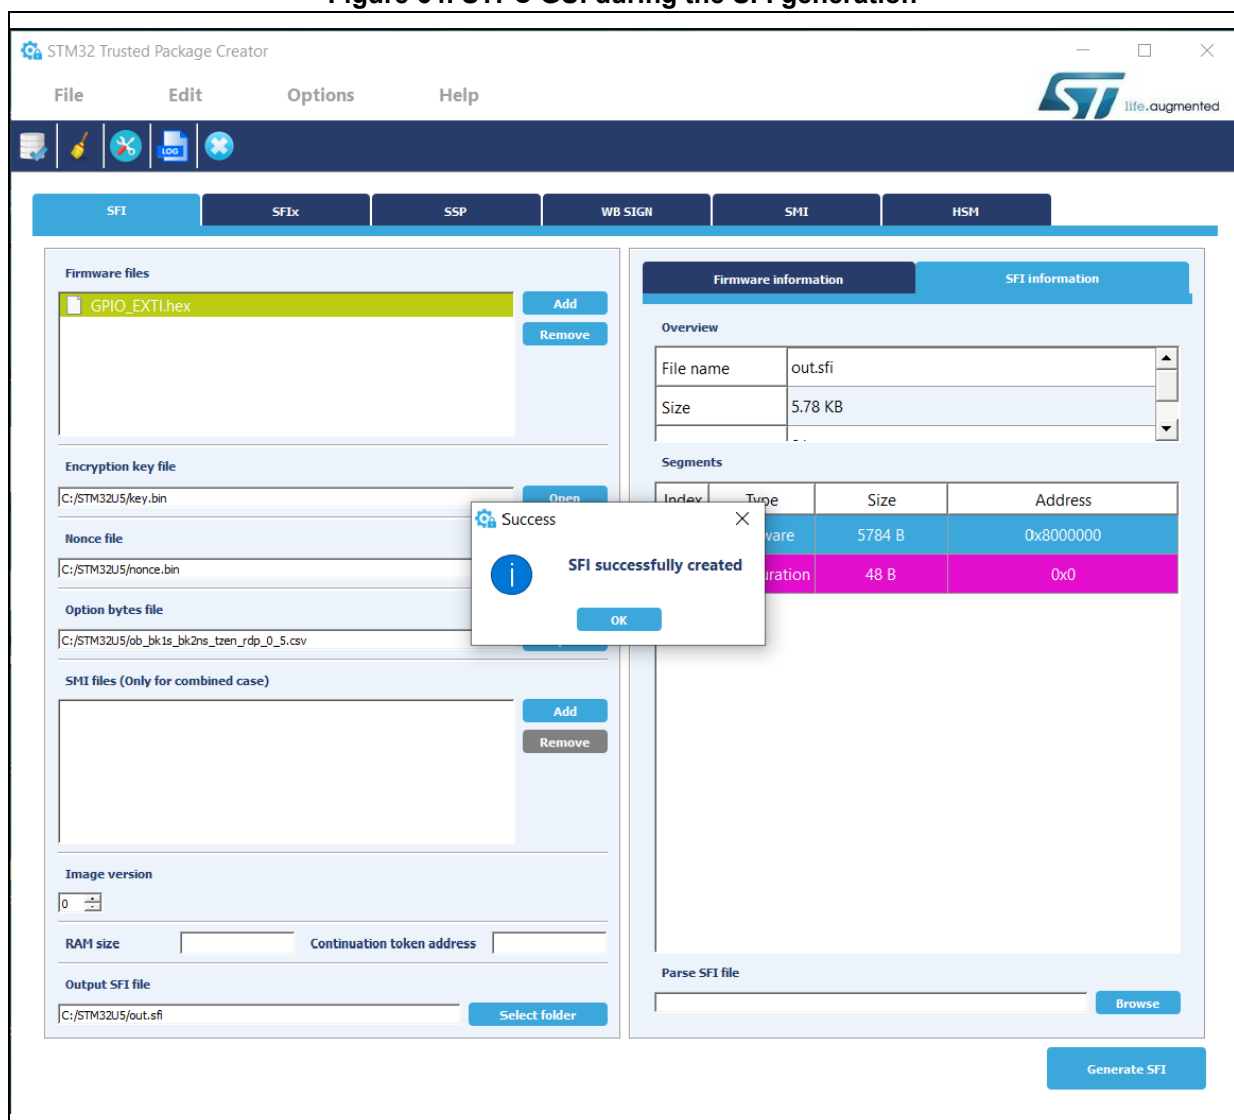 STM32 Trusted Package Creator
File Edit Options Help
ST life.augmented
LOG
SFI SFIx SSP WB SIGN SMI HSM
Firmware files
GPIO_EXTI.hex
Add
Remove
Encryption key file
C:/STM32U5/key.bin
Open
Nonce file
C:/STM32U5/nonce.bin
Option bytes file
C:/STM32U5/ob_bk1s_bk2ns_tzen_rdp_0_5.csv
SMI files (Only for combined case)
Add
Remove
Image version
0
RAM size Continuation token address
Output SFI file
C:/STM32U5/out.sfi
Select folder
Firmware information SFI information
Overview
File name out.sfi
Size 5.78 KB
Segments
Index Type Size Address
5784 B 0x8000000
48 B 0x0
Success
SFI successfully created
OK
Parse SFI file
Browse
Generate SFI